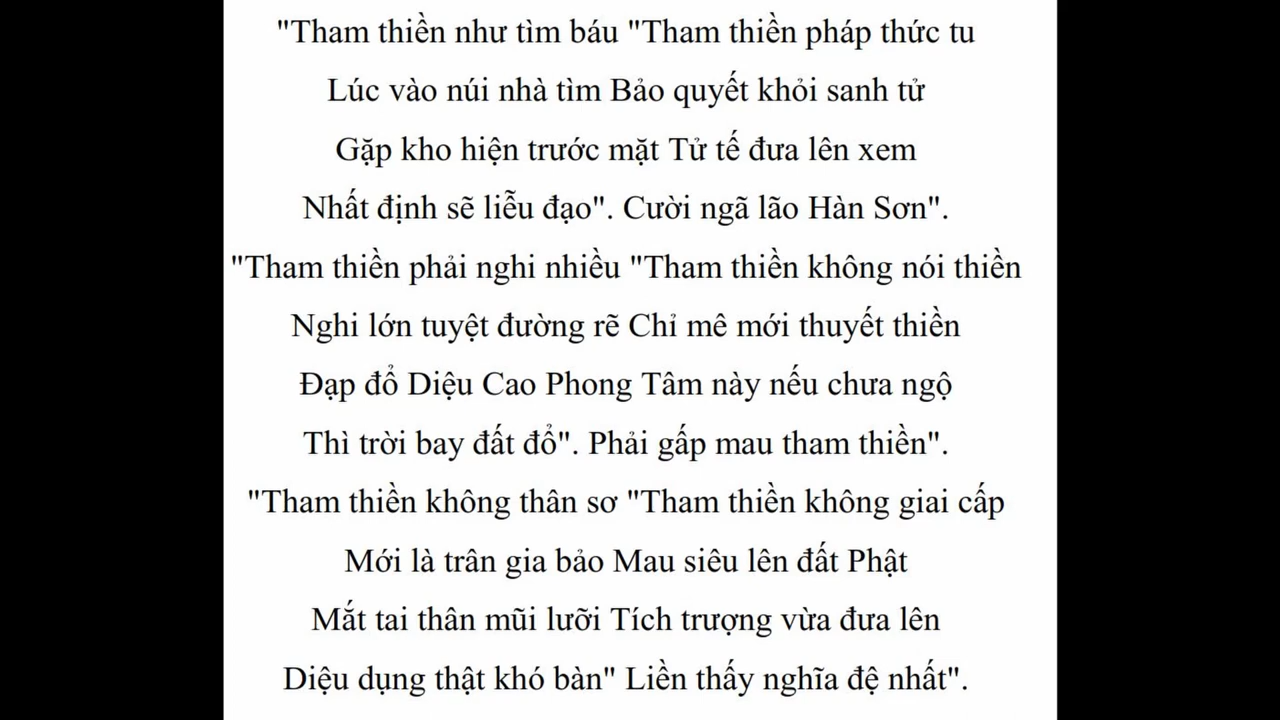 "Tham thiền như tìm báu "Tham thiền pháp thức tu
Lúc vào núi nhà tìm Bảo quyết khỏi sanh tử
Gặp kho hiện trước mặt Tử tế đưa lên xem
Nhất định sẽ liễu đạo". Cười ngã lão Hàn Sơn".
"Tham thiền phải nghi nhiều "Tham thiền không nói thiền
Nghi lớn tuyệt đường rẽ Chỉ mê mới thuyết thiền
Đạp đổ Diệu Cao Phong Tâm này nếu chưa ngộ
Thì trời bay đất đổ". Phải gấp mau tham thiền".
"Tham thiền không thân sơ "Tham thiền không giai cấp
Mới là trân gia bảo Mau siêu lên đất Phật
Mắt tai thân mũi lưỡi Tích trượng vừa đưa lên
Diệu dụng thật khó bàn" Liền thấy nghĩa đệ nhất".